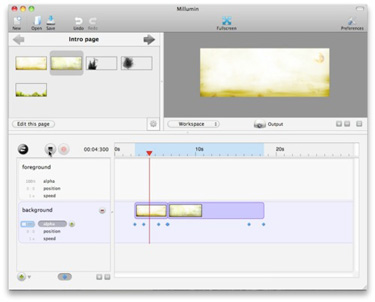 Millumin
New Open Save Undo Redo Fullscreen Preferences
Intro page
Edit this page
Workspace
Output
00:04:300
0s 10s 20s
foreground
alpha
position
speed
background
alpha
position
speed